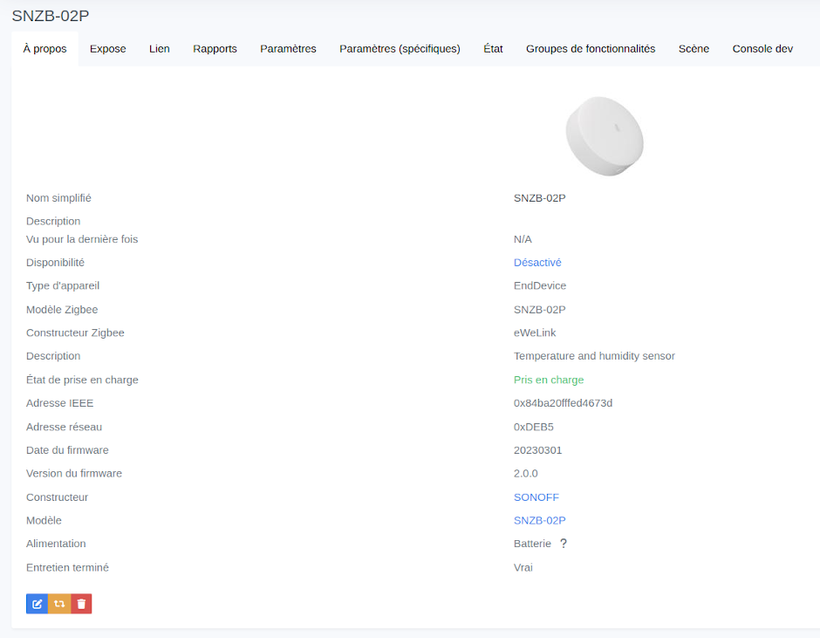 SNZB-02P
À propos Expose Lien Rapports Paramètres Paramètres (spécifiques) État Groupes de fonctionnalités Scène Console dev
Nom simplifié SNZB-02P
Description
Vu pour la dernière fois N/A
Disponibilité Désactivé
Type d'appareil EndDevice
Modèle Zigbee SNZB-02P
Constructeur Zigbee eWeLink
Description Temperature and humidity sensor
État de prise en charge Pris en charge
Adresse IEEE 0x84ba20fffed4673d
Adresse réseau 0xDEB5
Date du firmware 20230301
Version du firmware 2.0.0
Constructeur SONOFF
Modèle SNZB-02P
Alimentation Batterie ?
Entretien terminé Vrai